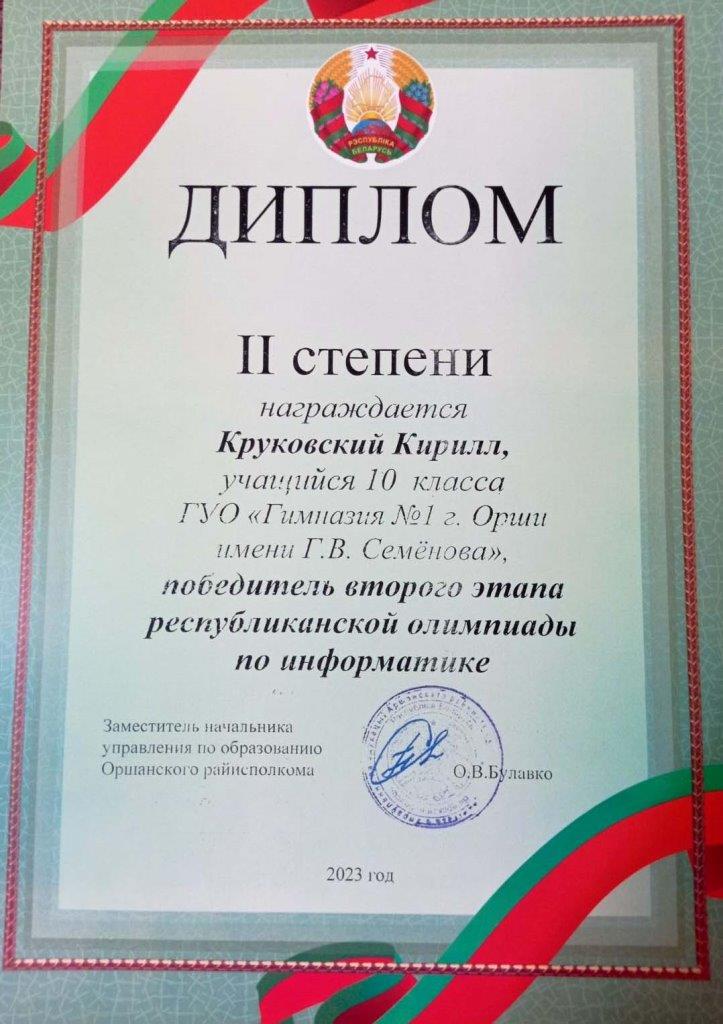 РЭСПУБЛІКА
БЕЛАРУСЬ
ДИПЛОМ
II степени
награждается
Круковский Кирилл,
учащийся 10 класса
ГУО «Гимназия №1 г. Орши
имени Г.В. Семёнова»,
победитель второго этапа
республиканской олимпиады
по информатике
Заместитель начальника
управления по образованию
Оршанского райисполкома
О.В.Булавко
2023 год